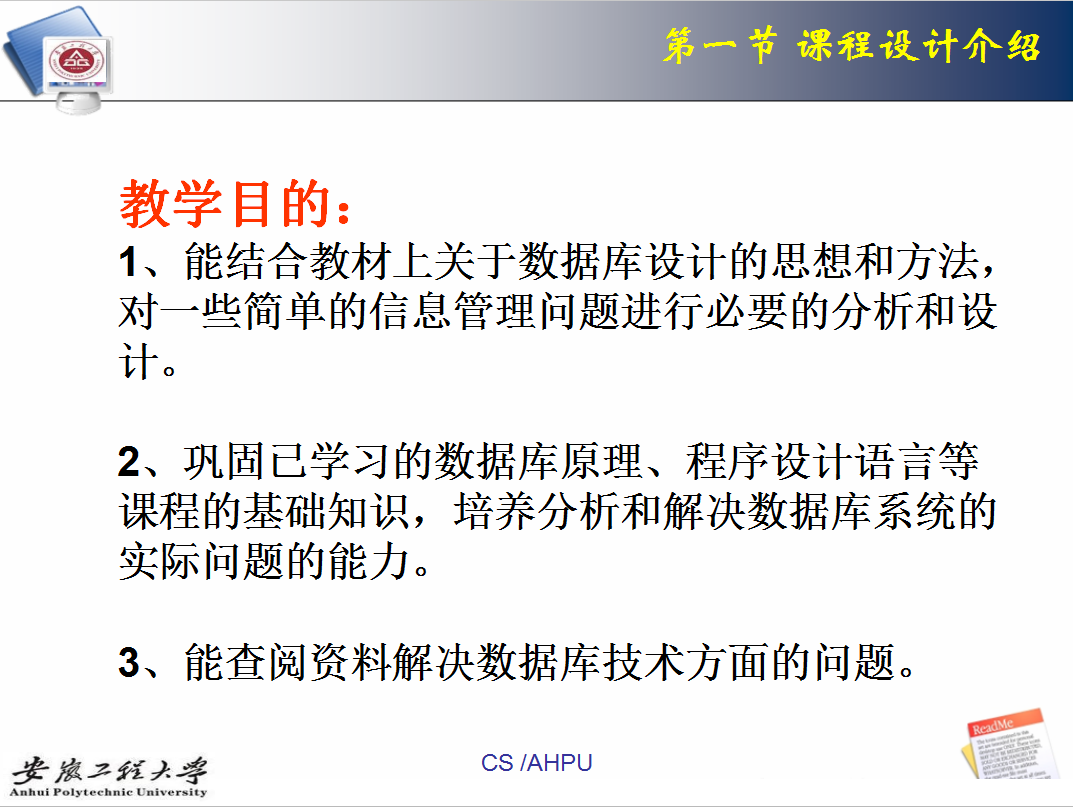 第一节 课程设计介绍
教学目的：
1、能结合教材上关于数据库设计的思想和方法，
对一些简单的信息管理问题进行必要的分析和设
计。
2、巩固已学习的数据库原理、程序设计语言等
课程的基础知识，培养分析和解决数据库系统的
实际问题的能力。
3、能查阅资料解决数据库技术方面的问题。
ReadMe
安徽工程大学
Anhui Polytechnic University
CS /AHPU